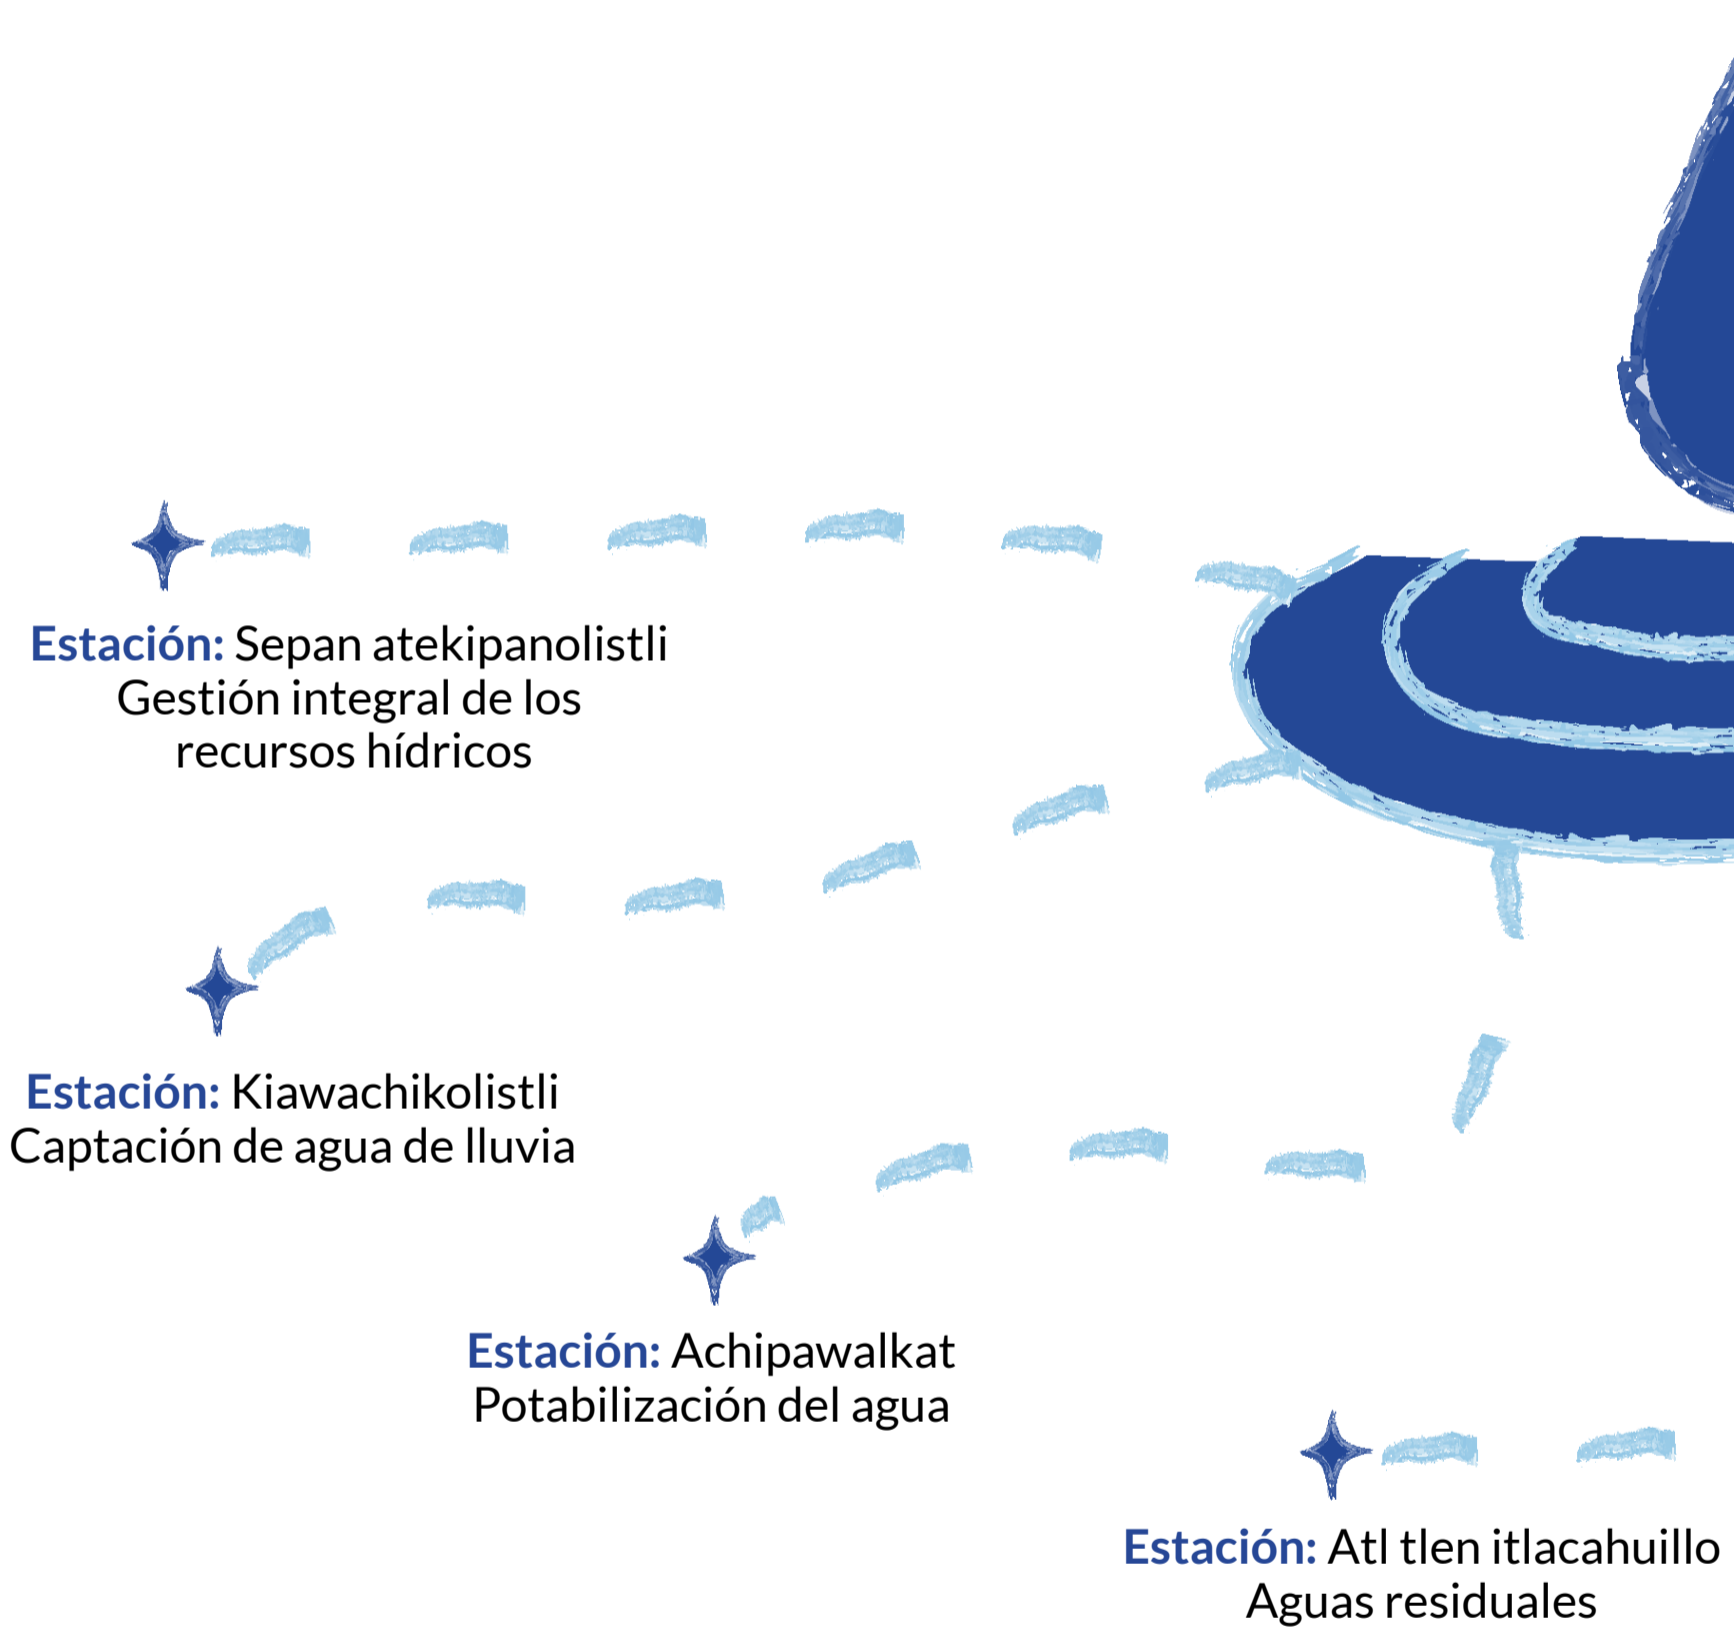 Estación: Sepan atekipanolistli
Gestión integral de los
recursos hídricos
Estación: Kiawachikolistli
Captación de agua de lluvia
Estación: Achipawalkat
Potabilización del agua
Estación: Atl tlen itlacahuillo
Aguas residuales